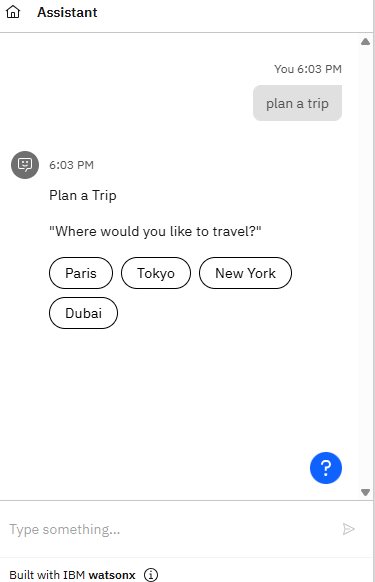 Assistant
You 6:03 PM
plan a trip
6:03 PM
Plan a Trip
"Where would you like to travel?"
Paris Tokyo New York
Dubai
?
Type something...
Built with IBM watsonx